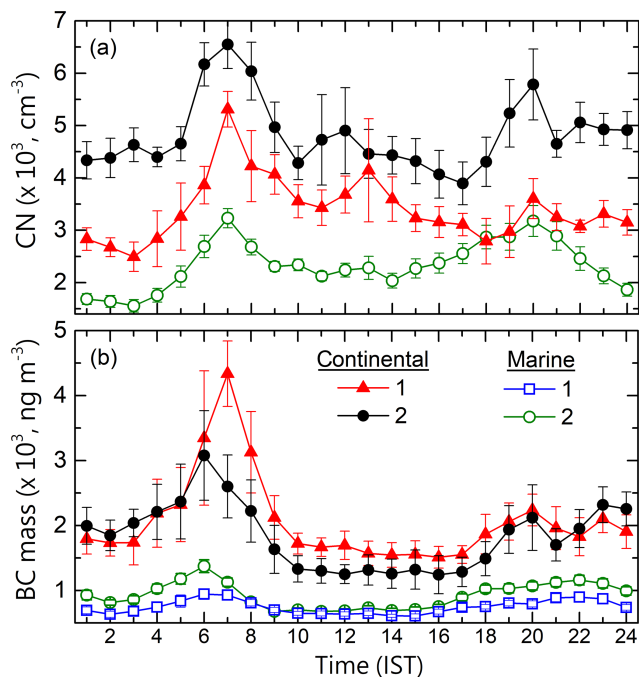 (a)
CN (x 10³, cm⁻³)
7
6
5
4
3
2
(b)
Continental Marine
1 1
2 2
BC mass (x 10³, ng m⁻³)
5
4
3
2
1
2 4 6 8 10 12 14 16 18 20 22 24
Time (IST)